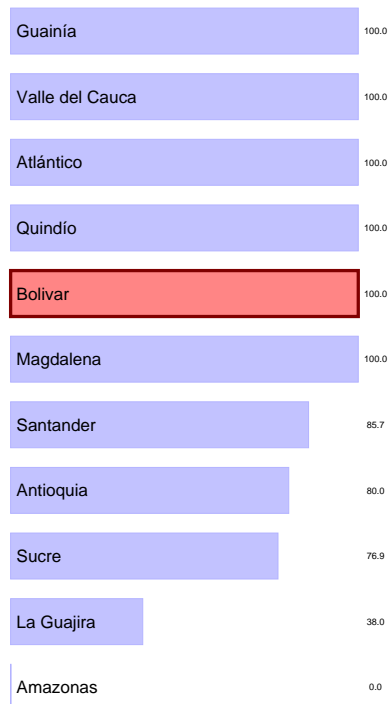 Guainía 100.0
Valle del Cauca 100.0
Atlántico 100.0
Quindío 100.0
Bolivar 100.0
Magdalena 100.0
Santander 85.7
Antioquia 80.0
Sucre 76.9
La Guajira 38.0
Amazonas 0.0